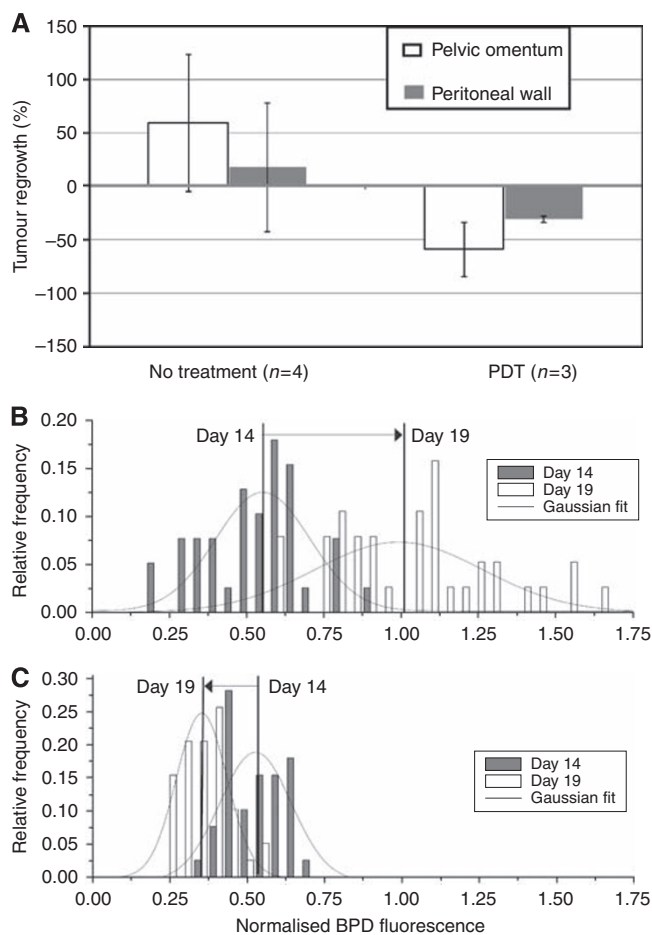 A
150
100
50
0
−50
−100
−150
Tumour regrowth (%)
Pelvic omentum
Peritoneal wall
No treatment (n=4)
PDT (n=3)
B
0.20
0.15
0.10
0.05
0.00
Relative frequency
Day 14
Day 19
Day 14
Day 19
Gaussian fit
0.00 0.25 0.50 0.75 1.00 1.25 1.50 1.75
C
0.30
0.25
0.20
0.15
0.10
0.05
0.00
Relative frequency
Day 19
Day 14
Day 14
Day 19
Gaussian fit
0.00 0.25 0.50 0.75 1.00 1.25 1.50 1.75
Normalised BPD fluorescence